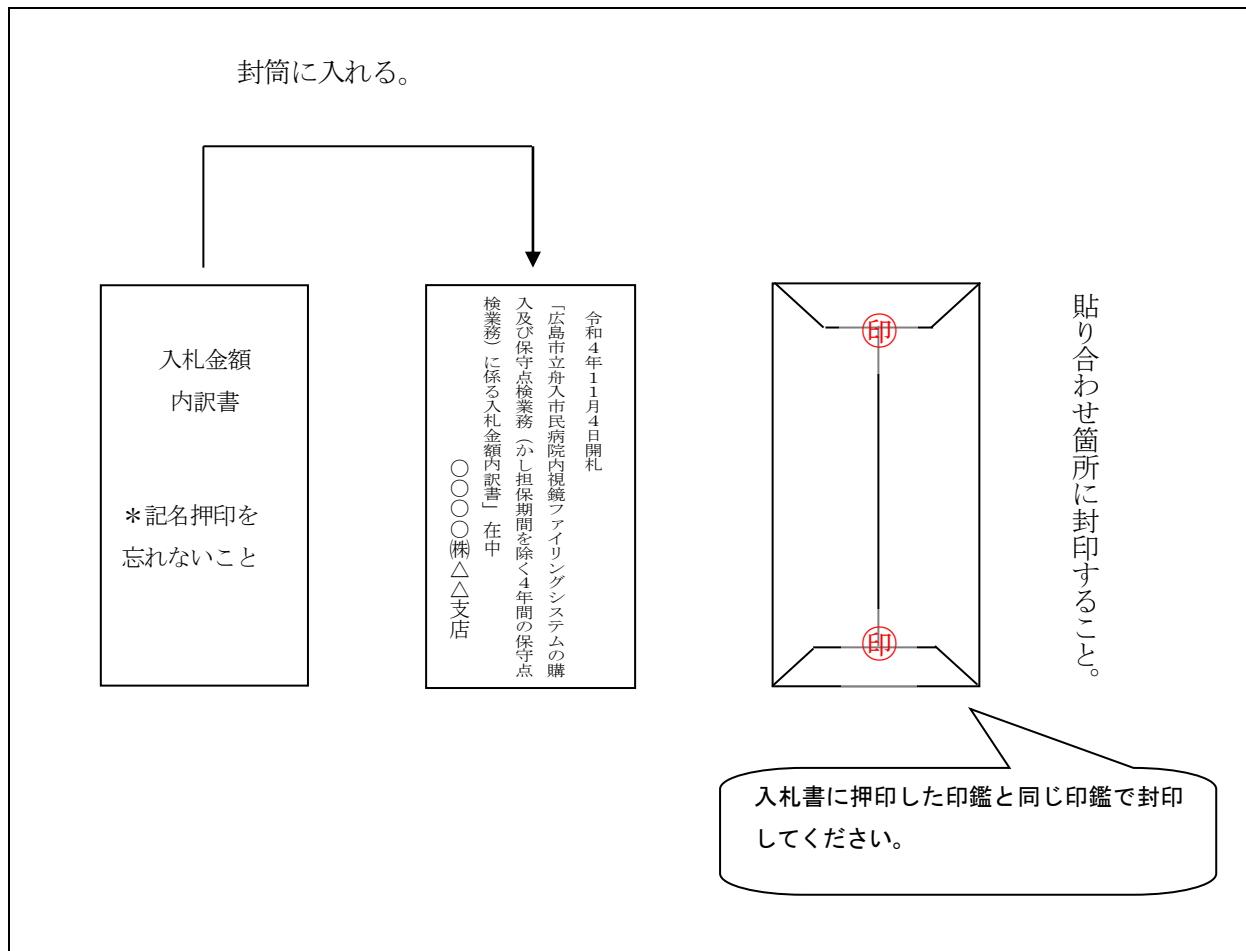 封筒に入れる。
入札金額
内訳書
＊記名押印を
忘れないこと
令和４年１１月４日開札
「広島市立舟入市民病院内視鏡ファイリングシステムの購
入及び保守点検業務（かし担保期間を除く４年間の保守点
検業務）に係る入札金額内訳書」在中
〇〇〇〇㈱△△支店
印
印
貼り合わせ箇所に封印すること。
入札書に押印した印鑑と同じ印鑑で封印
してください。